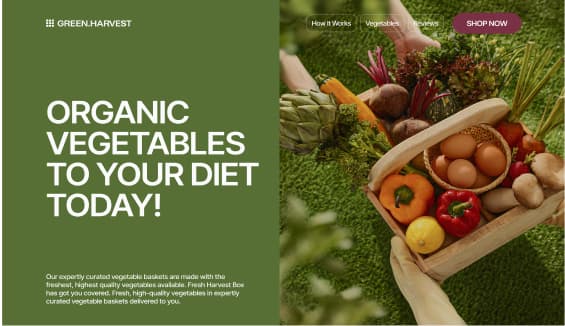 GREEN.HARVEST
How It Works
Vegetables
Reviews
SHOP NOW
ORGANIC
VEGETABLES
TO YOUR DIET
TODAY!
Our expertly curated vegetable baskets are made with the
freshest, highest quality vegetables available. Fresh Harvest Box
has got you covered. Fresh, high-quality vegetables in expertly
curated vegetable baskets delivered to you.